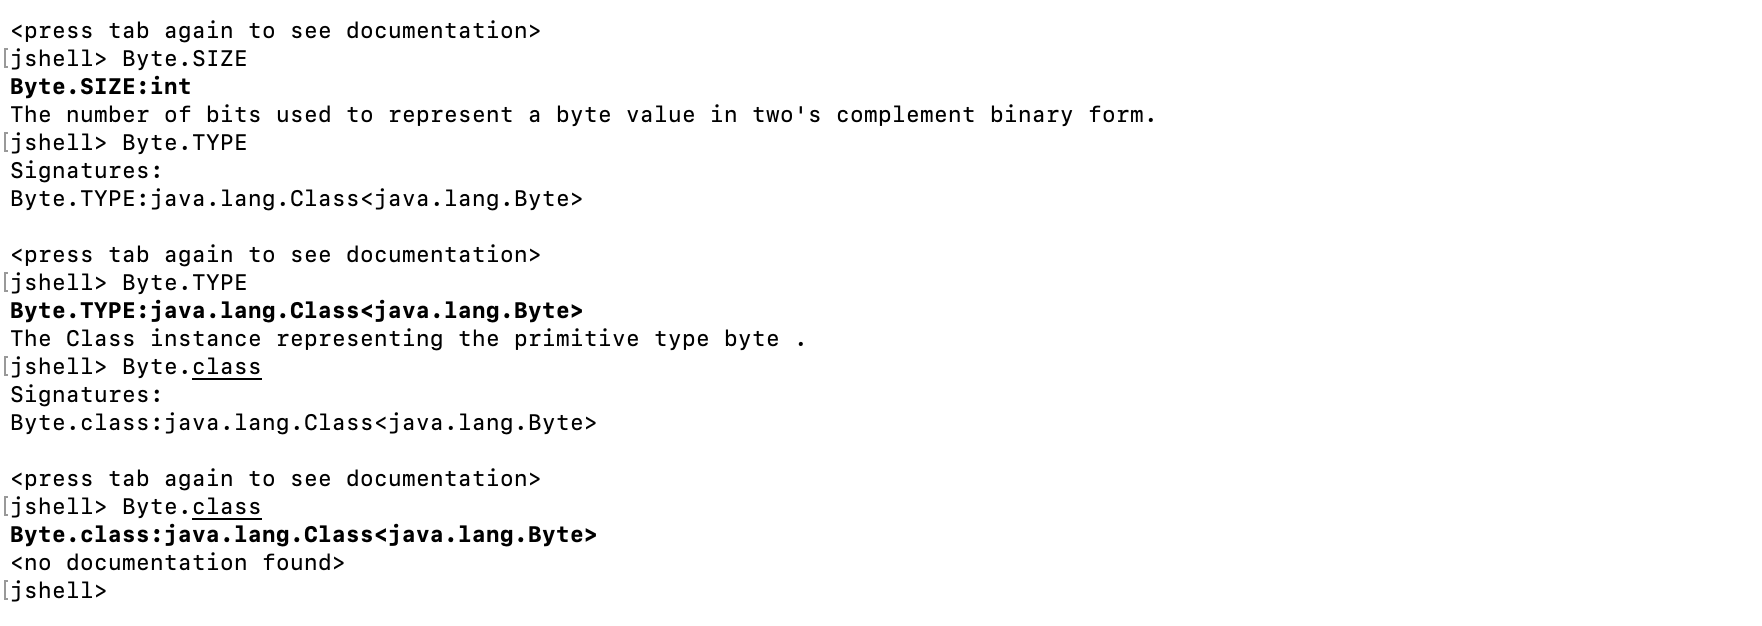 <press tab again to see documentation>
[jshell> Byte.SIZE
Byte.SIZE:int
The number of bits used to represent a byte value in two's complement binary form.
[jshell> Byte.TYPE
Signatures:
Byte.TYPE:java.lang.Class<java.lang.Byte>
<press tab again to see documentation>
[jshell> Byte.TYPE
Byte.TYPE:java.lang.Class<java.lang.Byte>
The Class instance representing the primitive type byte .
[jshell> Byte.class
Signatures:
Byte.class:java.lang.Class<java.lang.Byte>
<press tab again to see documentation>
[jshell> Byte.class
Byte.class:java.lang.Class<java.lang.Byte>
<no documentation found>
[jshell>